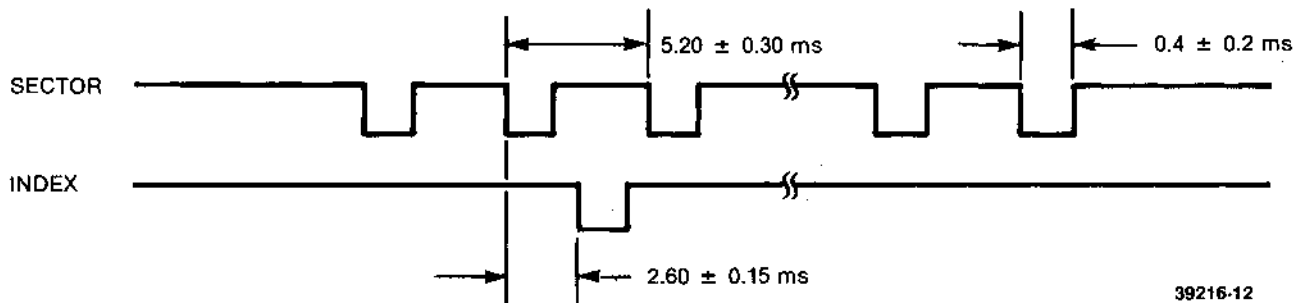 5.20 ± 0.30 ms
0.4 ± 0.2 ms
SECTOR
INDEX
2.60 ± 0.15 ms
39216-12